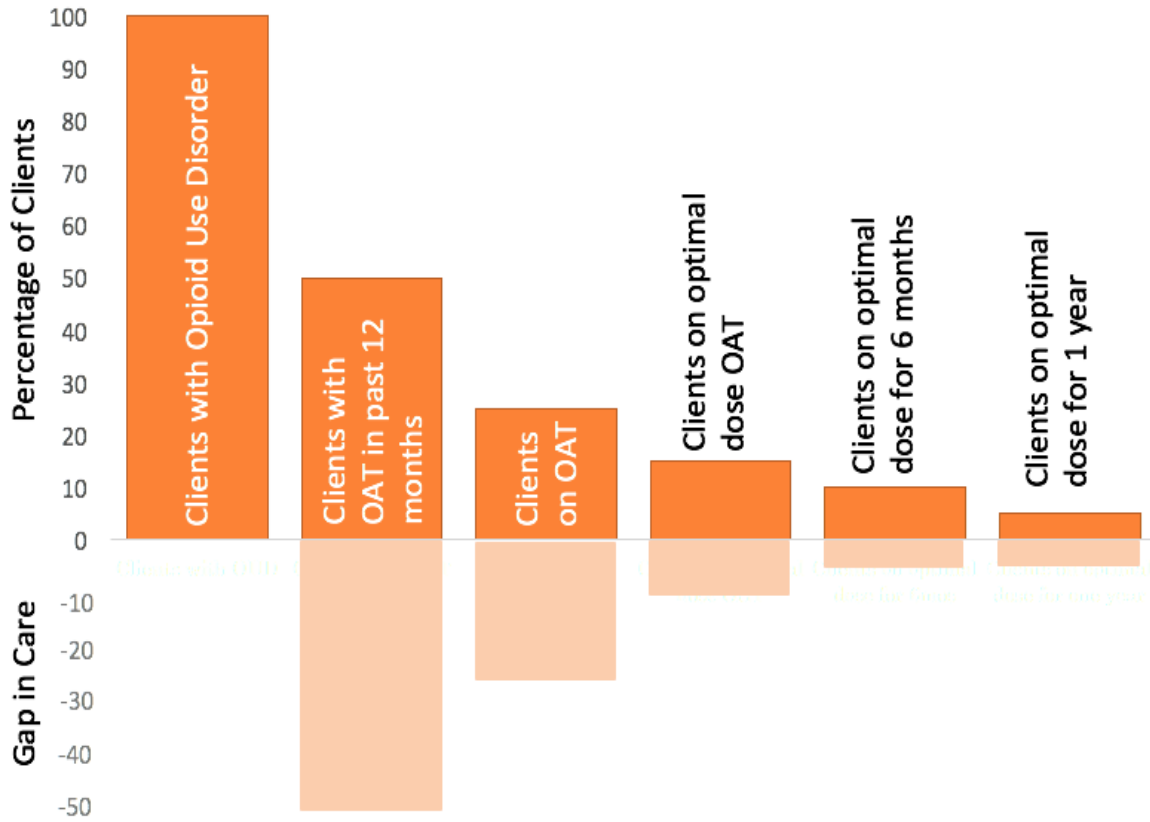 Percentage of Clients
100
90
80
70
60
50
40
30
20
10
0
Gap in Care
-10
-20
-30
-40
-50
Clients with Opioid Use Disorder
Clients with
OAT in past 12
months
Clients
on OAT
Clients on optimal
dose OAT
Clients on optimal
dose for 6 months
Clients on optimal
dose for 1 year